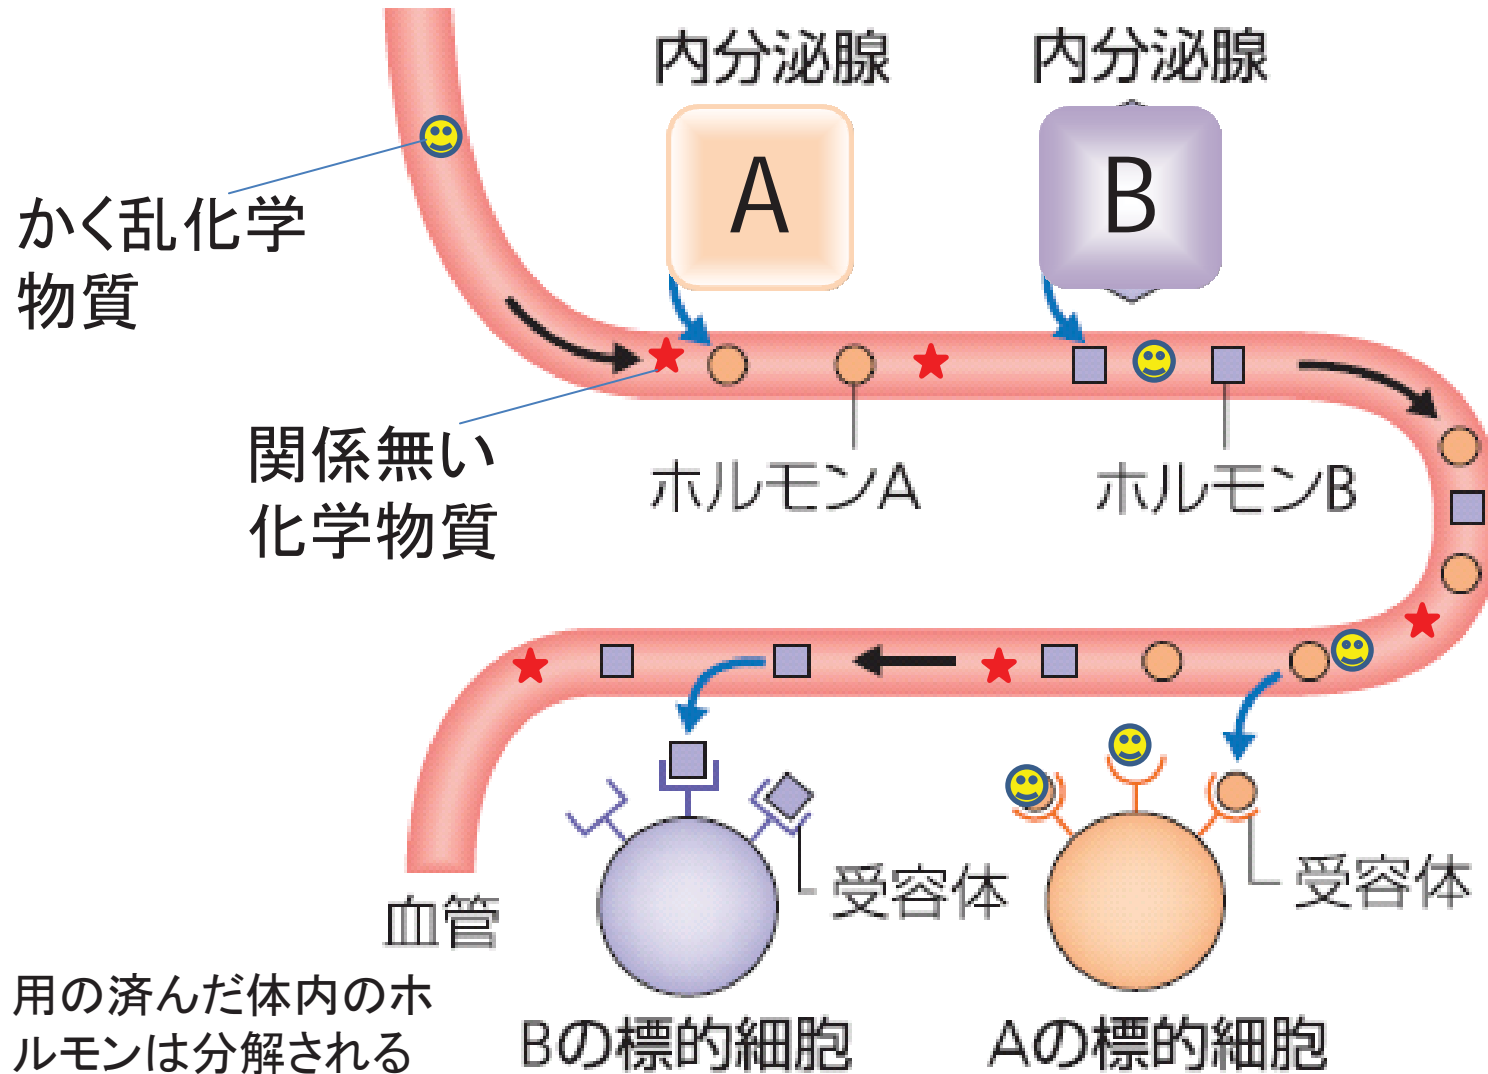 内分泌腺
内分泌腺
A
B
かく乱化学
物質
関係無い
化学物質
ホルモンA
ホルモンB
受容体
受容体
血管
用の済んだ体内のホ
ルモンは分解される
Bの標的細胞
Aの標的細胞